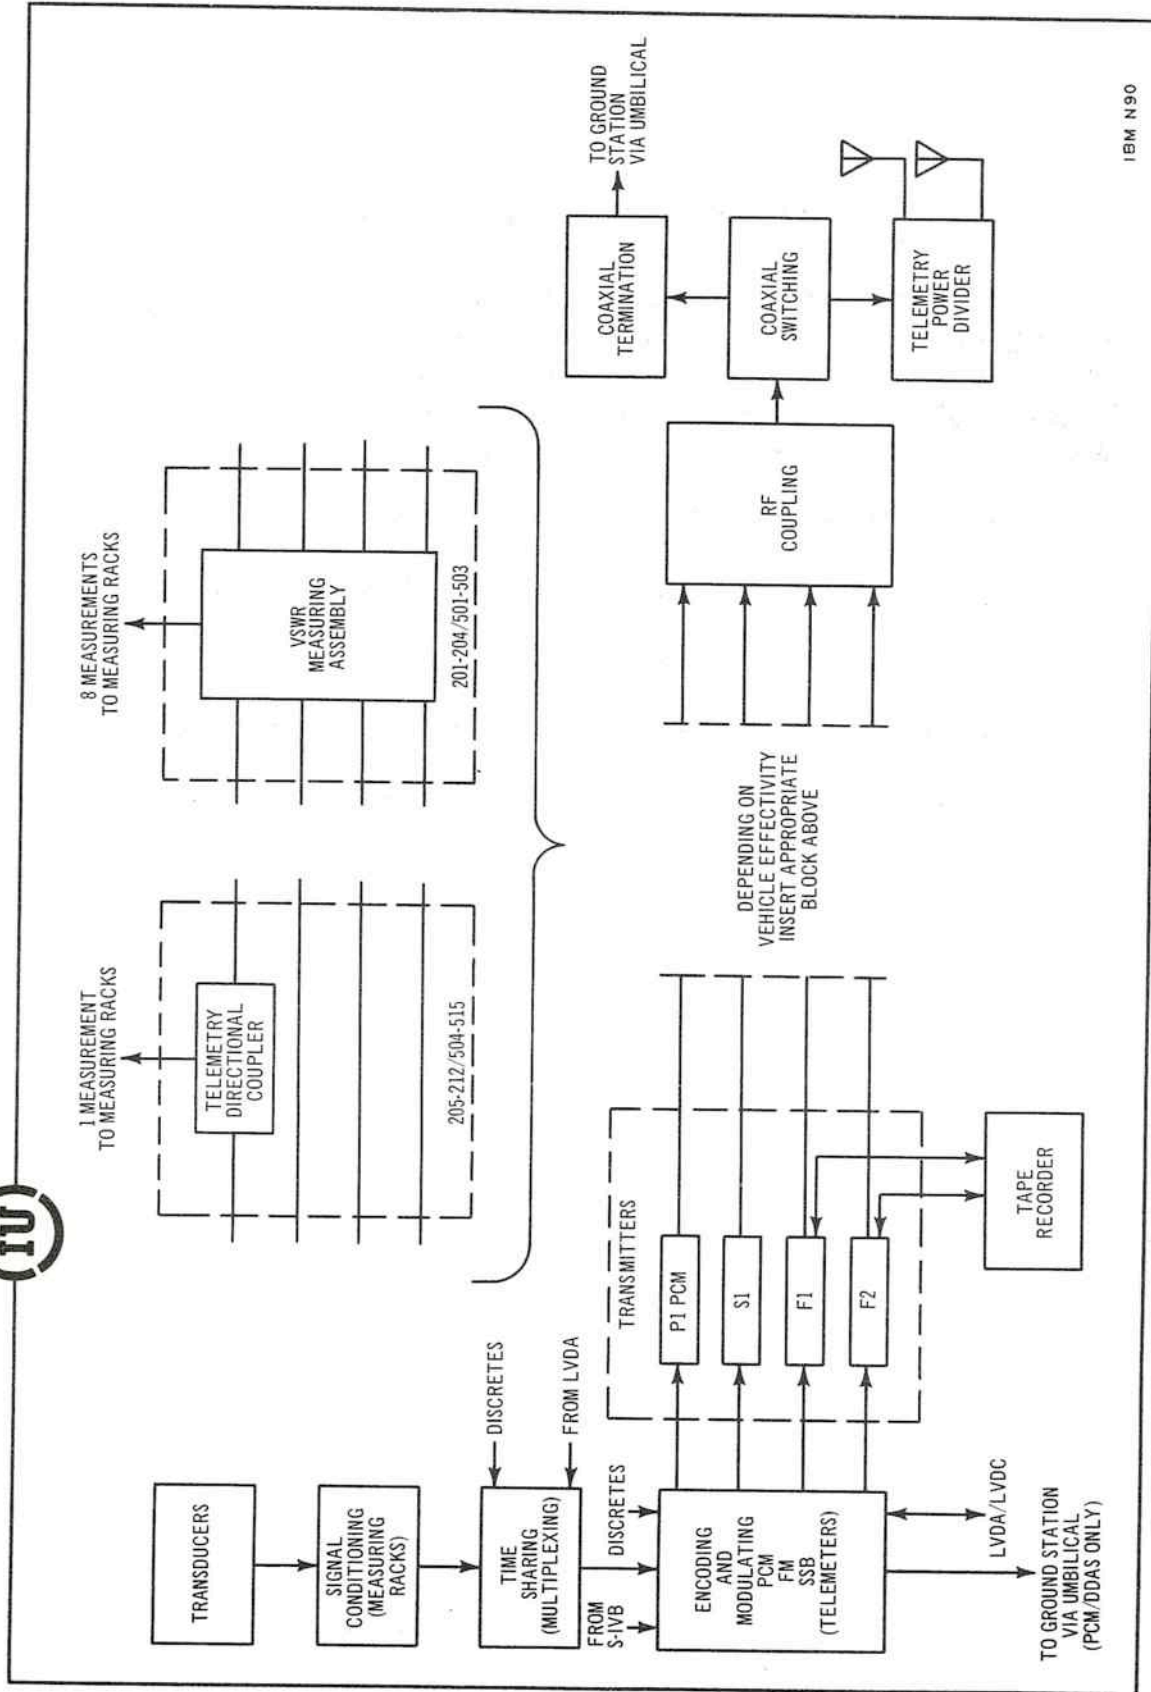 IU
TRANSDUCERS
SIGNAL
CONDITIONING
(MEASURING
RACKS)
TIME
SHARING
(MULTIPLEXING)
DISCRETES
FROM LVDA
FROM
S-IVB
DISCRETES
ENCODING
AND
MODULATING
PCM
FM
SSB
(TELEMETERS)
LVDA/LVDC
TO GROUND STATION
VIA UMBILICAL
(PCM/DDAS ONLY)
TRANSMITTERS
P1 PCM
S1
F1
F2
TAPE
RECORDER
1 MEASUREMENT
TO MEASURING RACKS
TELEMETRY
DIRECTIONAL
COUPLER
205-212/504-515
8 MEASUREMENTS
TO MEASURING RACKS
VSWR
MEASURING
ASSEMBLY
201-204/501-503
DEPENDING ON
VEHICLE EFFECTIVITY
INSERT APPROPRIATE
BLOCK ABOVE
RF
COUPLING
COAXIAL
TERMINATION
TO GROUND
STATION
VIA UMBILICAL
COAXIAL
SWITCHING
TELEMETRY
POWER
DIVIDER
IBM N90